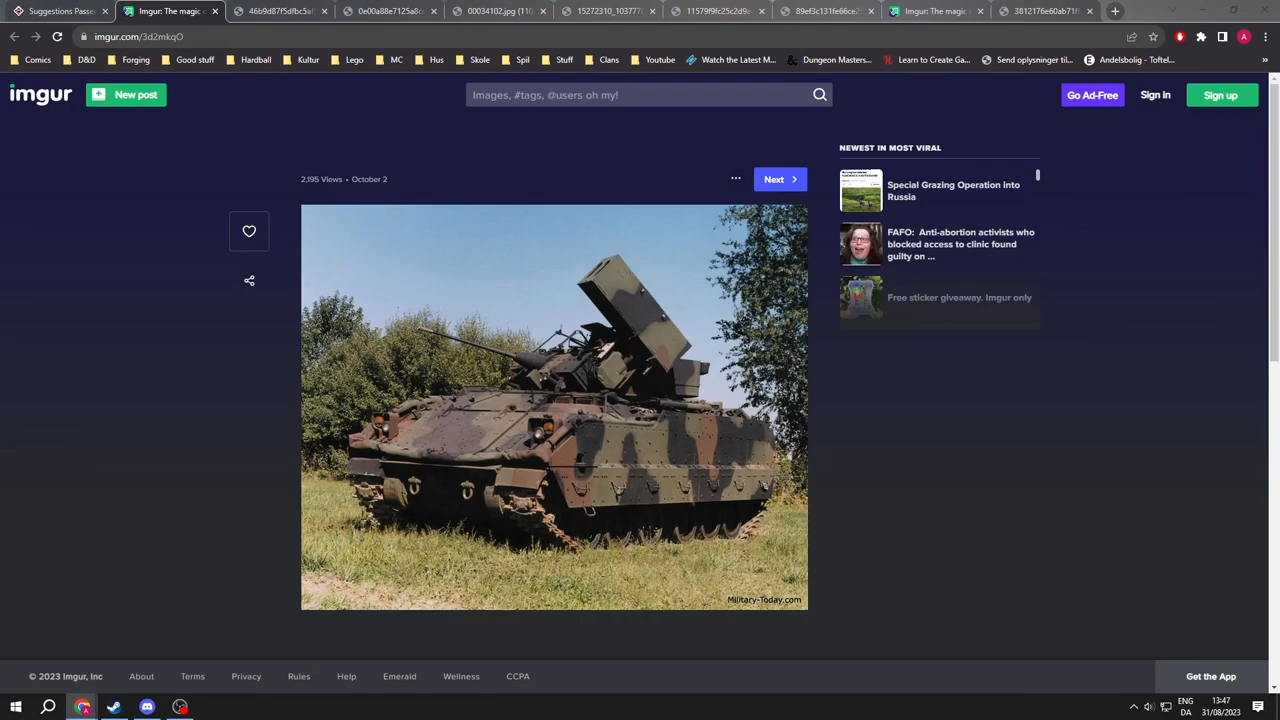 Suggestions Passe
Imgur: The magic c
46b9d875f5dcbsaf
0e00a88e7125a8c
00034102.jpg (110
15272310_103770
11579f9fc25d2d9e
89ef3c131f66ce21
Imgur: The magic c
3812176e60ab71f
imgur.com/3d2mkqO
Comics
D&D
Forging
Good stuff
Hardball
Kultur
Lego
MC
Hus
Skole
Spil
Stuff
Clans
Youtube
Watch the Latest M...
Dungeon Masters...
Learn to Create Ga...
Send oplysninger til...
Andelsbolig - Toftet...
imgur
New post
Images, #tags, @users oh my!
Go Ad-Free
Sign in
Sign up
2,195 Views • October 2
Next
Military-Today.com
NEWEST IN MOST VIRAL
Special Grazing Operation into
Russia
FAFO: Anti-abortion activists who
blocked access to clinic found
guilty on ...
Free sticker giveaway. Imgur only
© 2023 Imgur, Inc
About
Terms
Privacy
Rules
Help
Emerald
Wellness
CCPA
Get the App
ENG
DA
13:47
31/08/2023